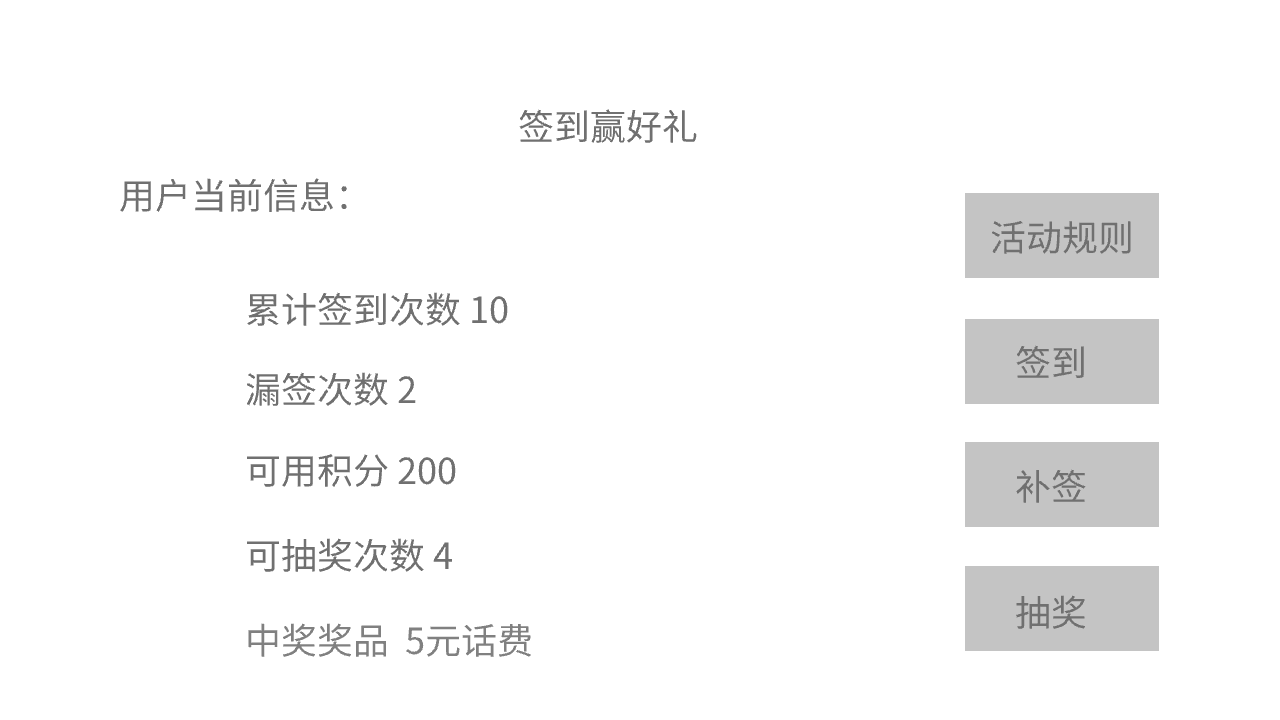 签到赢好礼
用户当前信息：
活动规则
累计签到次数 10
签到
漏签次数 2
可用积分 200
补签
可抽奖次数 4
抽奖
中奖奖品 5元话费